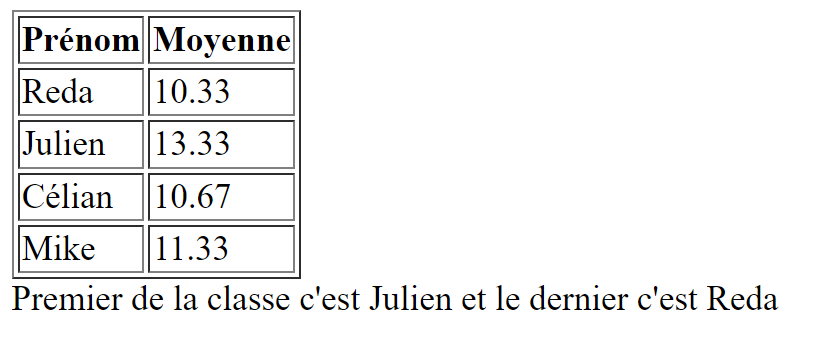 Prénom Moyenne
Reda 10.33
Julien 13.33
Célian 10.67
Mike 11.33
Premier de la classe c'est Julien et le dernier c'est Reda